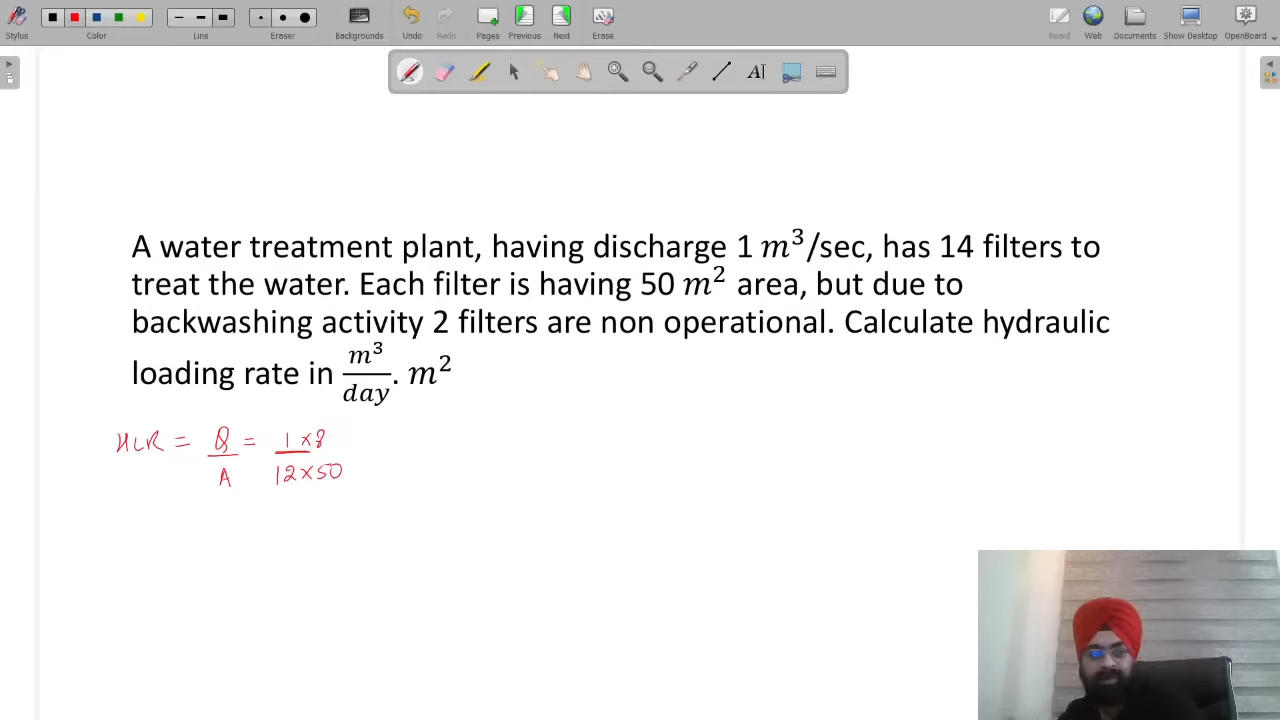 Stylus
Color
Line
Eraser
Backgrounds
Undo
Redo
Pages
Previous
Next
Erase
Board
Web
Documents
Show Desktop
OpenBoard
A water treatment plant, having discharge 1 m³/sec, has 14 filters to
treat the water. Each filter is having 50 m² area, but due to
backwashing activity 2 filters are non operational. Calculate hydraulic
loading rate in m³/day . m²
HLR = Q/A = 1 x 8/12 x 50